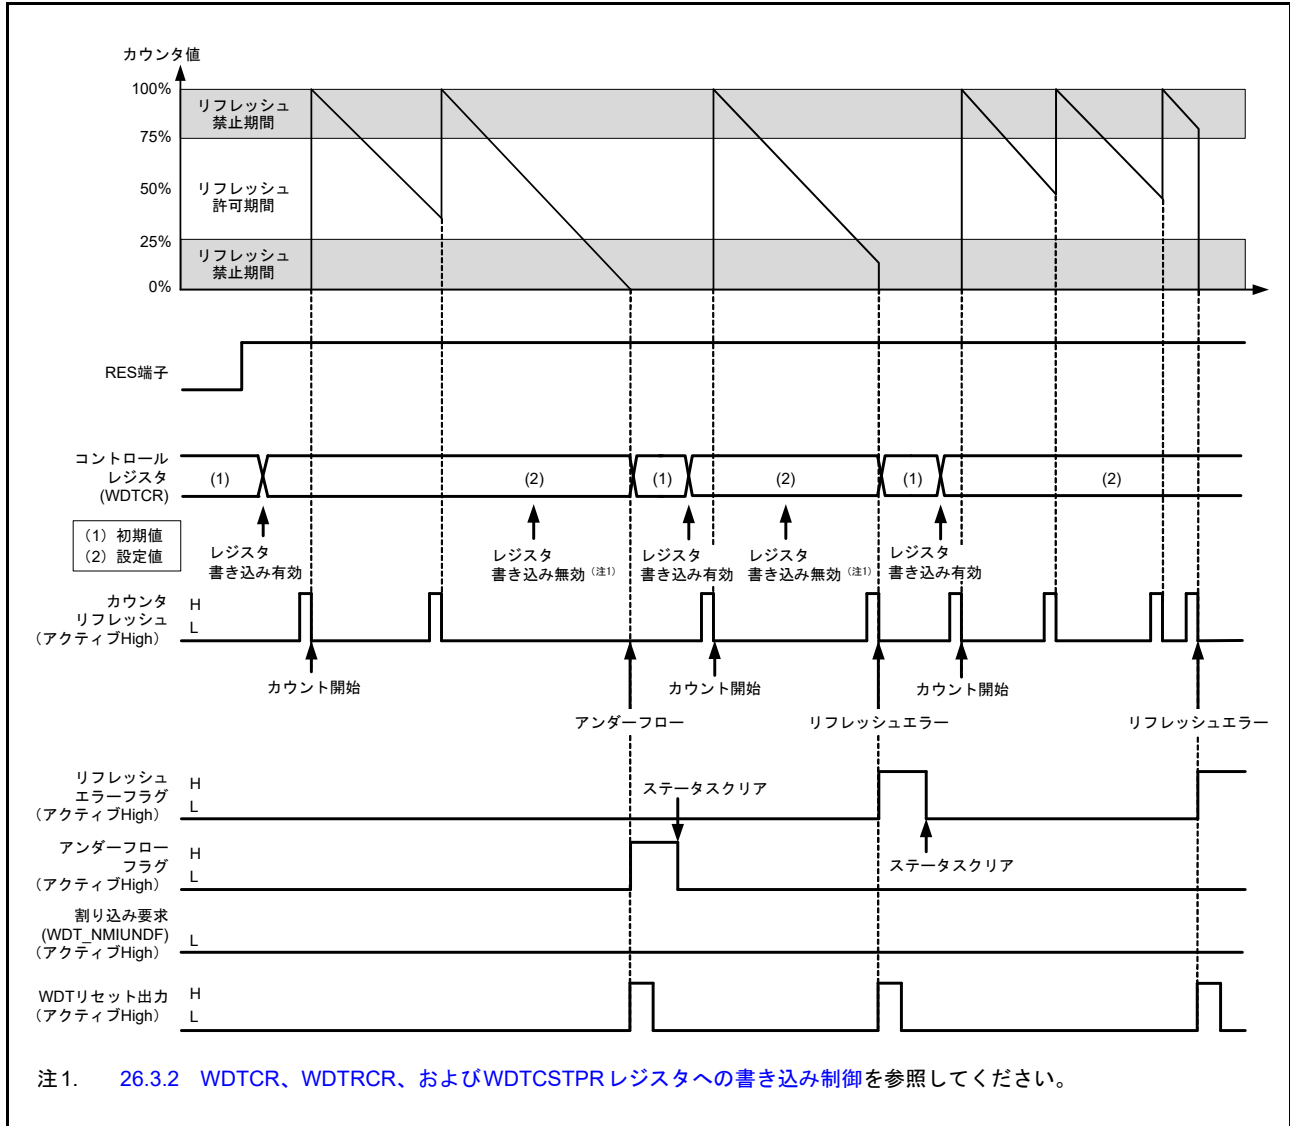 カウンタ値
100%
リフレッシュ
禁止期間
75%
50%
リフレッシュ
許可期間
25%
リフレッシュ
禁止期間
0%
RES端子
コントロール
レジスタ
(WDTCR)
(1)
(2)
(1)
(2)
(1)
(2)
(1) 初期値
(2) 設定値
レジスタ
書き込み有効
レジスタ
書き込み無効(注1)
レジスタ
書き込み有効
レジスタ
書き込み無効(注1)
レジスタ
書き込み有効
カウンタ
リフレッシュ
(アクティブHigh)
H
L
カウント開始
カウント開始
カウント開始
アンダーフロー
リフレッシュエラー
リフレッシュエラー
リフレッシュ
エラーフラグ
(アクティブHigh)
H
L
ステータスクリア
ステータスクリア
アンダーフロー
フラグ
(アクティブHigh)
H
L
割り込み要求
(WDT_NMIUNDF)
(アクティブHigh)
L
WDTリセット出力
(アクティブHigh)
H
L
注1. 26.3.2 WDTCR、WDTRCR、およびWDTCSTPRレジスタへの書き込み制御を参照してください。